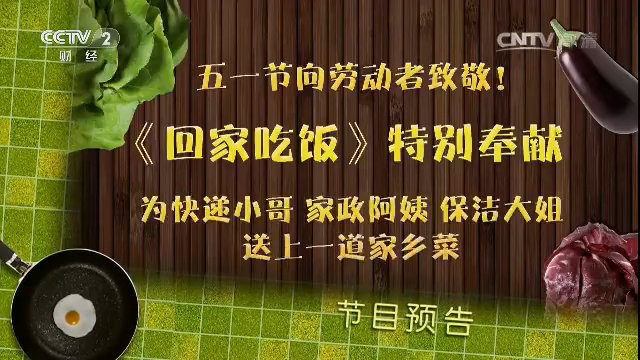 CCTV 2
财经
CNTV 高清
五一节向劳动者致敬！
《回家吃饭》特别奉献
为快递小哥 家政阿姨 保洁大姐
送上一道家乡菜
节目预告